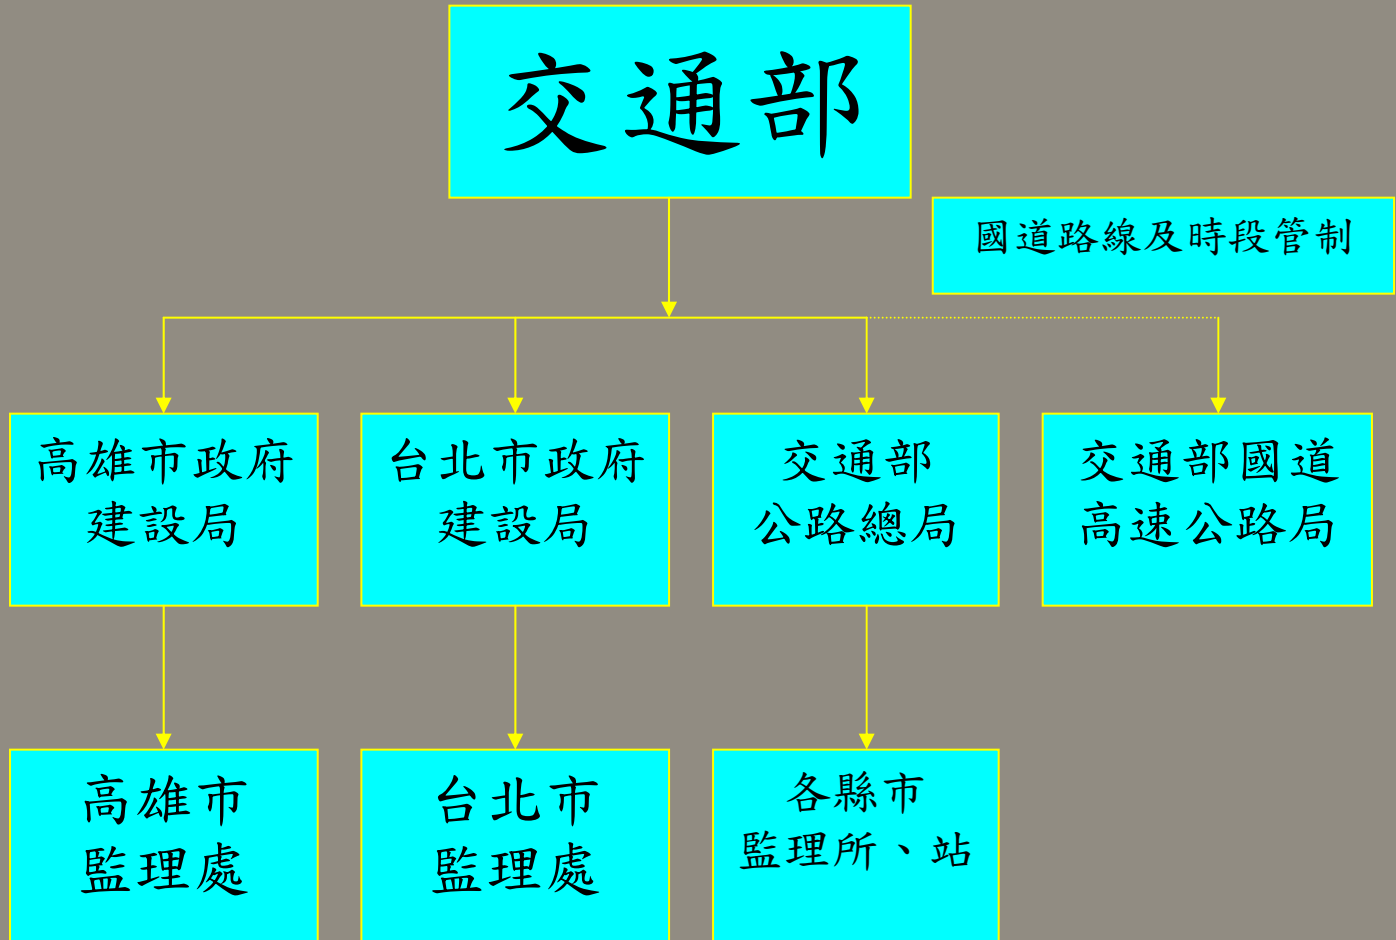 交通部
國道路線及時段管制
高雄市政府
建設局
台北市政府
建設局
交通部
公路總局
交通部國道
高速公路局
高雄市
監理處
台北市
監理處
各縣市
監理所、站